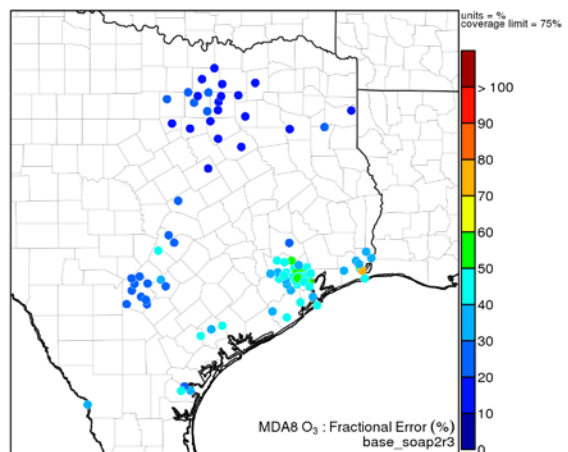 units = %
coverage limit = 75%
> 100
90
80
70
60
50
40
30
20
10
0
MDA8 O₃ : Fractional Error (%)
base_soap2r3